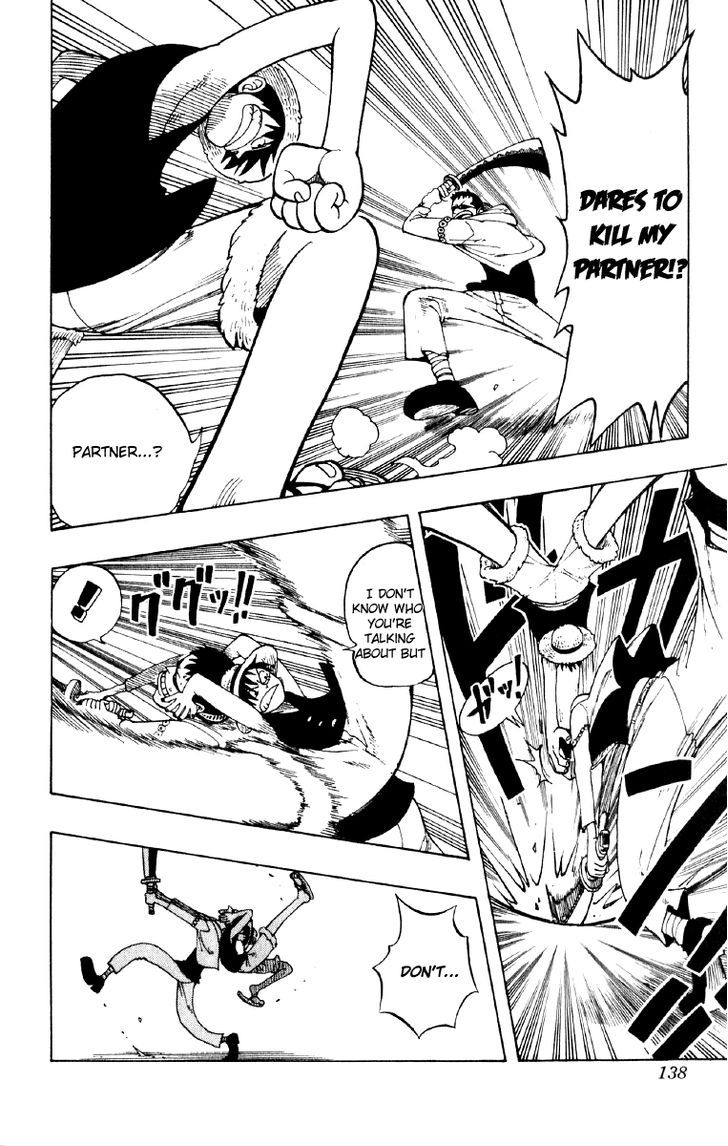 DARES TO
KILL MY
PARTNER!?
PARTNER...?
ガッ!
I DON'T
KNOW WHO
YOU'RE
TALKING
ABOUT BUT
ググッ!!
!
DON'T...
138